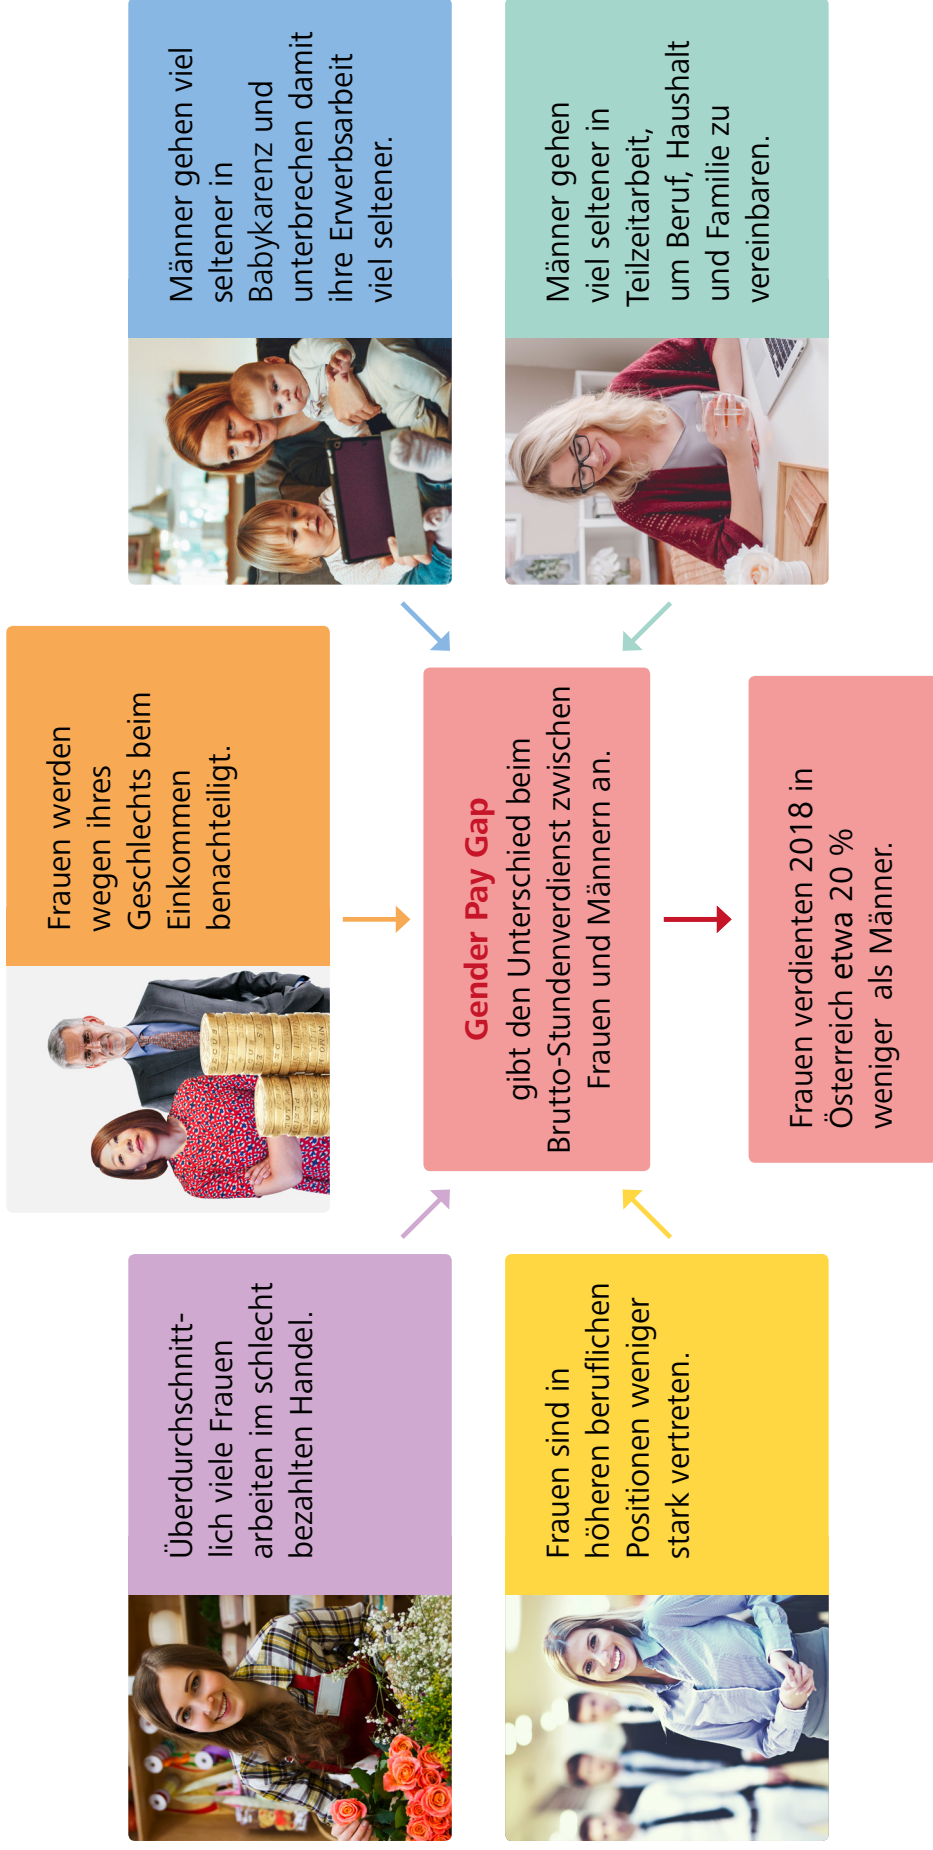 Frauen werden
wegen ihres
Geschlechts beim
Einkommen
benachteiligt.
Überdurchschnitt-
lich viele Frauen
arbeiten im schlecht
bezahlten Handel.
Männer gehen viel
seltener in
Babykarenz und
unterbrechen damit
ihre Erwerbsarbeit
viel seltener.
Gender Pay Gap
gibt den Unterschied beim
Brutto-Stundenverdienst zwischen
Frauen und Männern an.
Frauen sind in
höheren beruflichen
Positionen weniger
stark vertreten.
Männer gehen
viel seltener in
Teilzeitarbeit,
um Beruf, Haushalt
und Familie zu
vereinbaren.
Frauen verdienten 2018 in
Österreich etwa 20 %
weniger als Männer.